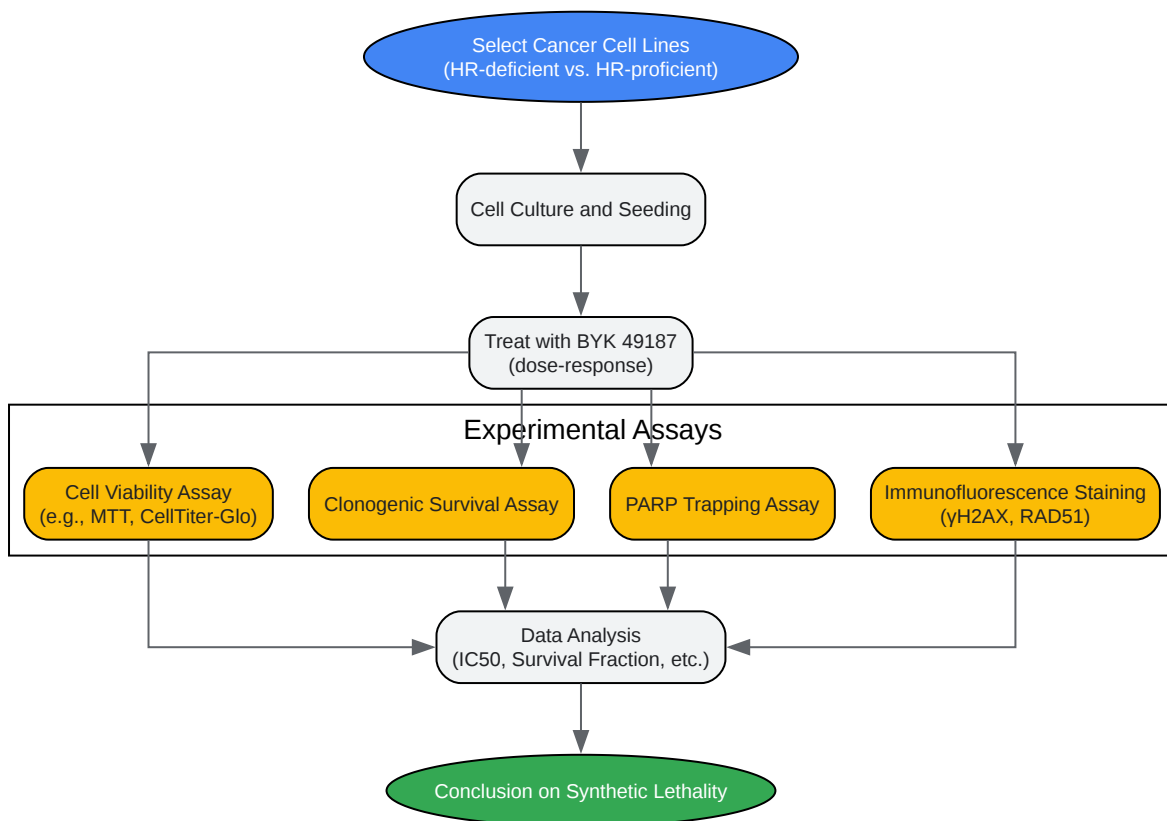 Select Cancer Cell Lines
(HR-deficient vs. HR-proficient)
Cell Culture and Seeding
Treat with BYK 49187
(dose-response)
Experimental Assays
Cell Viability Assay
(e.g., MTT, CellTiter-Glo)
Clonogenic Survival Assay
PARP Trapping Assay
Immunofluorescence Staining
(γH2AX, RAD51)
Data Analysis
(IC50, Survival Fraction, etc.)
Conclusion on Synthetic Lethality